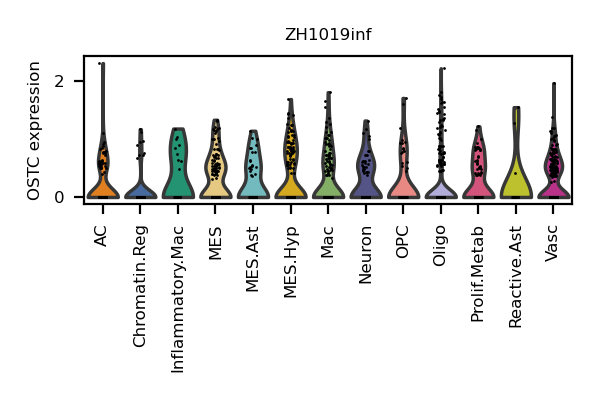 ZH1019inf
OSTC expression
2
0
AC
Chromatin.Reg
Inflammatory.Mac
MES
MES.Ast
MES.Hyp
Mac
Neuron
OPC
Oligo
Prolif.Metab
Reactive.Ast
Vasc